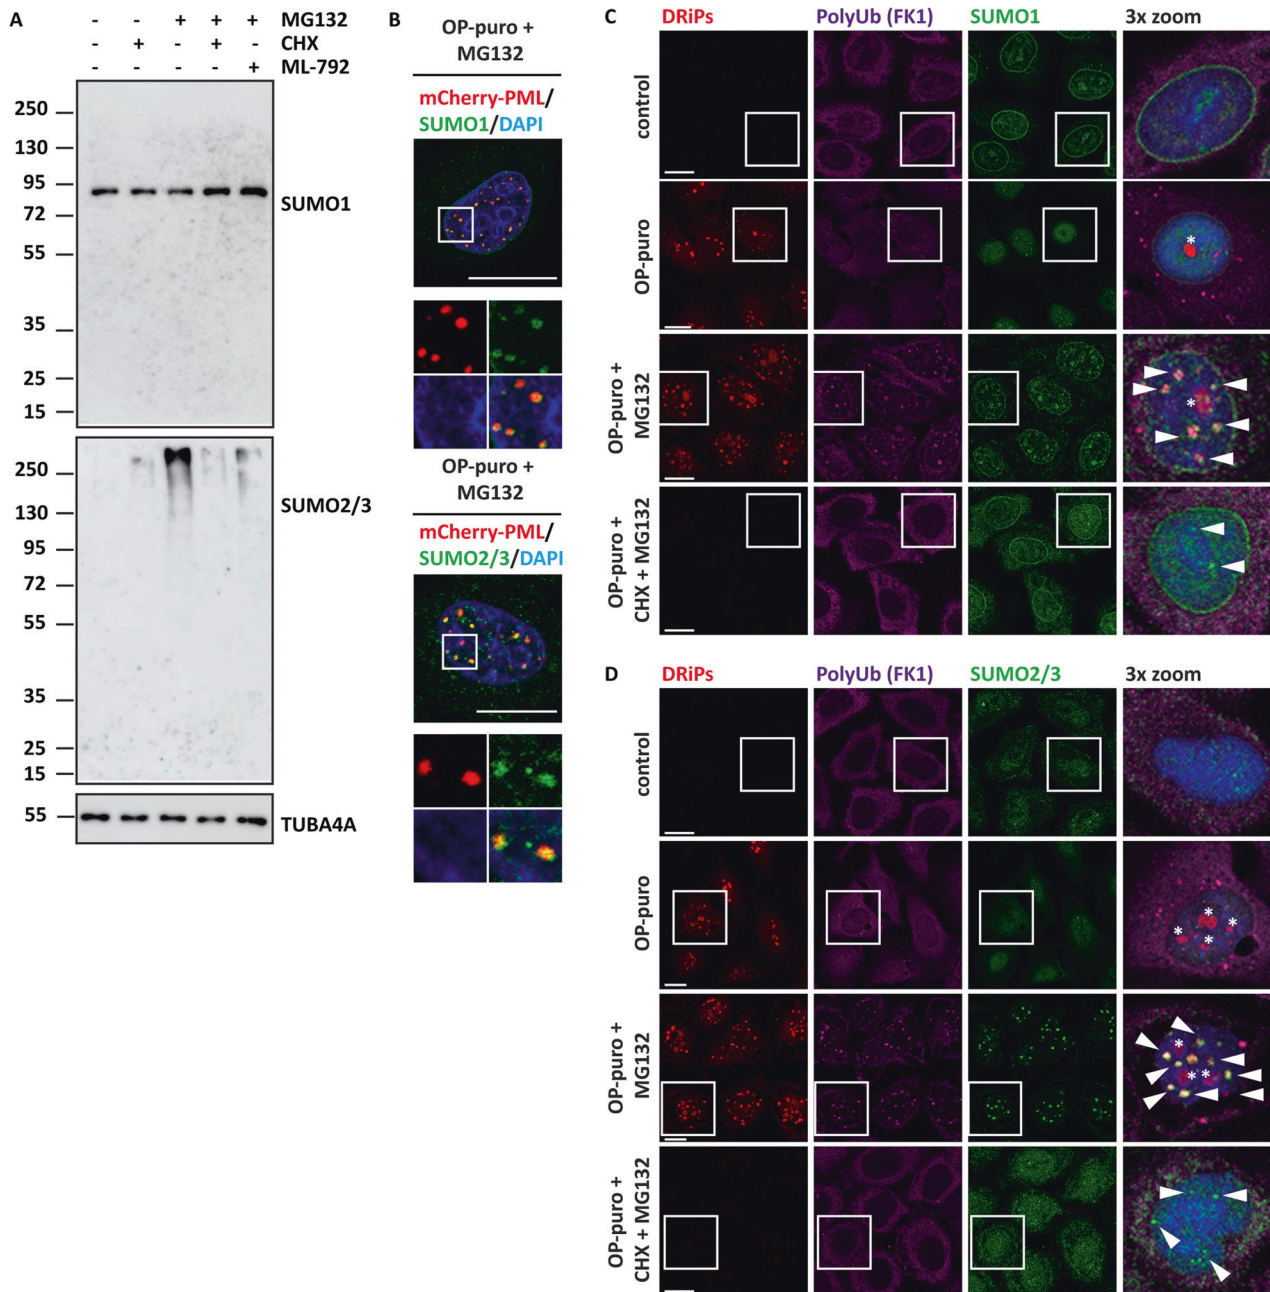 A
- - + + + MG132
- + - + - CHX
- - - - + ML-792
250
130
95
72
55
35
25
15
SUMO1
250
130
95
72
55
35
25
15
SUMO2/3
55
TUBA4A
B
OP-puro +
MG132
mCherry-PML/
SUMO1/DAPI
OP-puro +
MG132
mCherry-PML/
SUMO2/3/DAPI
C
DRiPs PolyUb (FK1) SUMO1 3x zoom
control
OP-puro
*
OP-puro +
MG132
*
OP-puro +
CHX + MG132
D
DRiPs PolyUb (FK1) SUMO2/3 3x zoom
control
OP-puro
* * * *
OP-puro +
MG132
* * *
OP-puro +
CHX + MG132